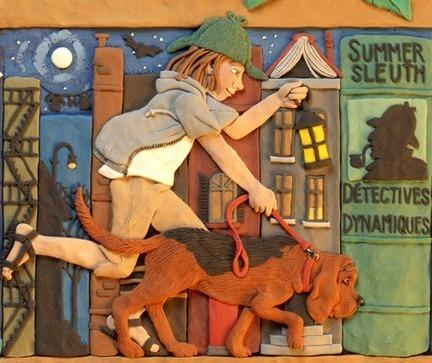 SUMMER
SLEUTH
DÉTECTIVES
DYNAMIQUES